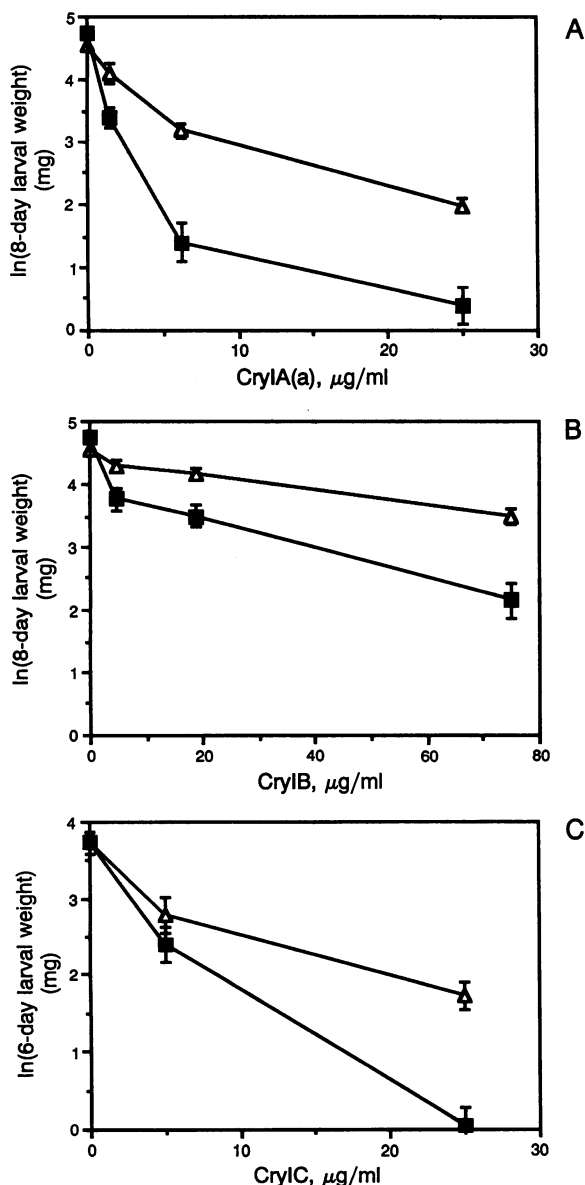 A
5
4
3
2
1
0
ln(8-day larval weight)
(mg)
0 10 20 30
CryIA(a), μg/ml
B
5
4
3
2
1
0
ln(8-day larval weight)
(mg)
0 20 40 60 80
CryIB, μg/ml
C
4
3
2
1
0
ln(6-day larval weight)
(mg)
0 10 20 30
CryIC, μg/ml